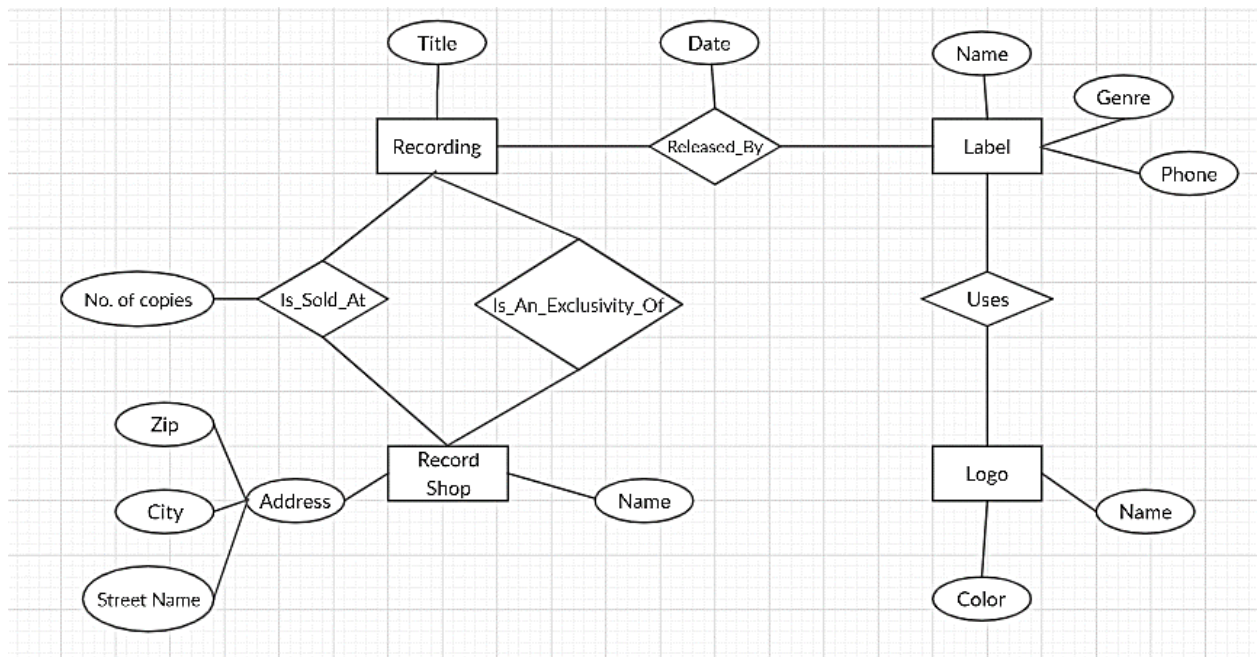 Title
Date
Name
Genre
Recording
Released_By
Label
Phone
No. of copies
Is_Sold_At
Is_An_Exclusivity_Of
Uses
Zip
Record
Shop
Address
City
Name
Logo
Name
Street Name
Color